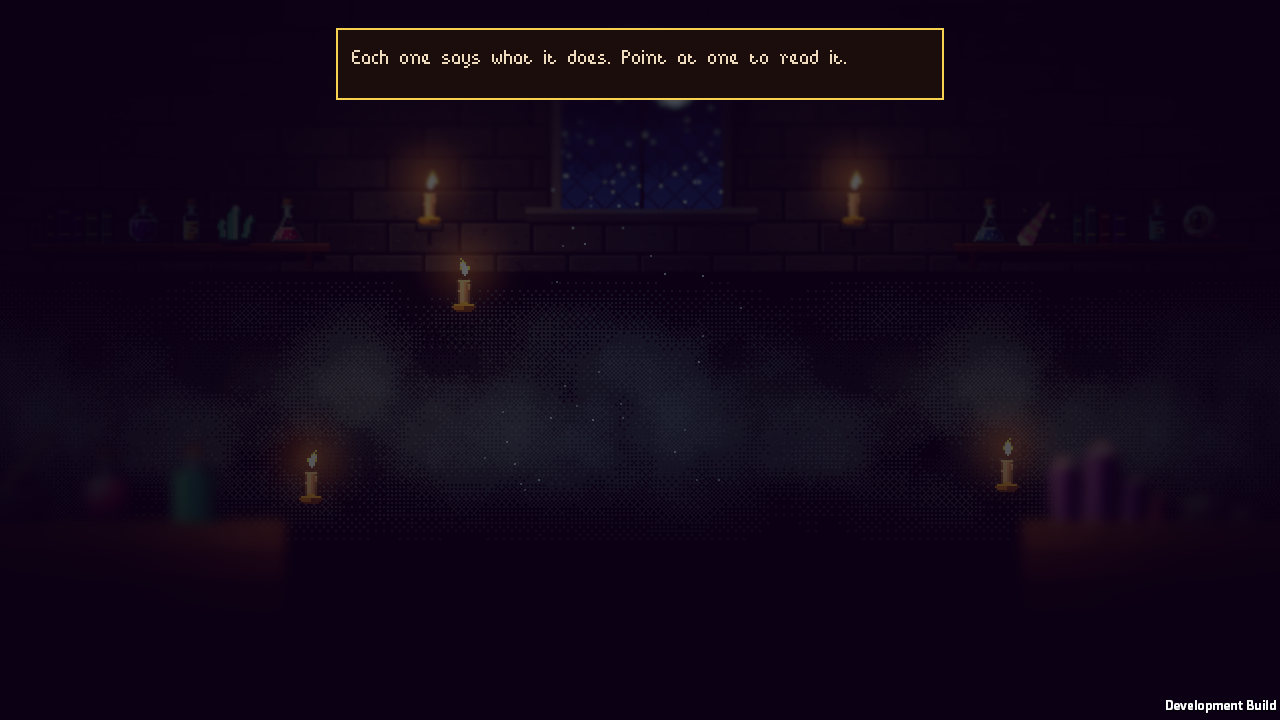 Each one says what it does. Point at one to read it.
Development Build